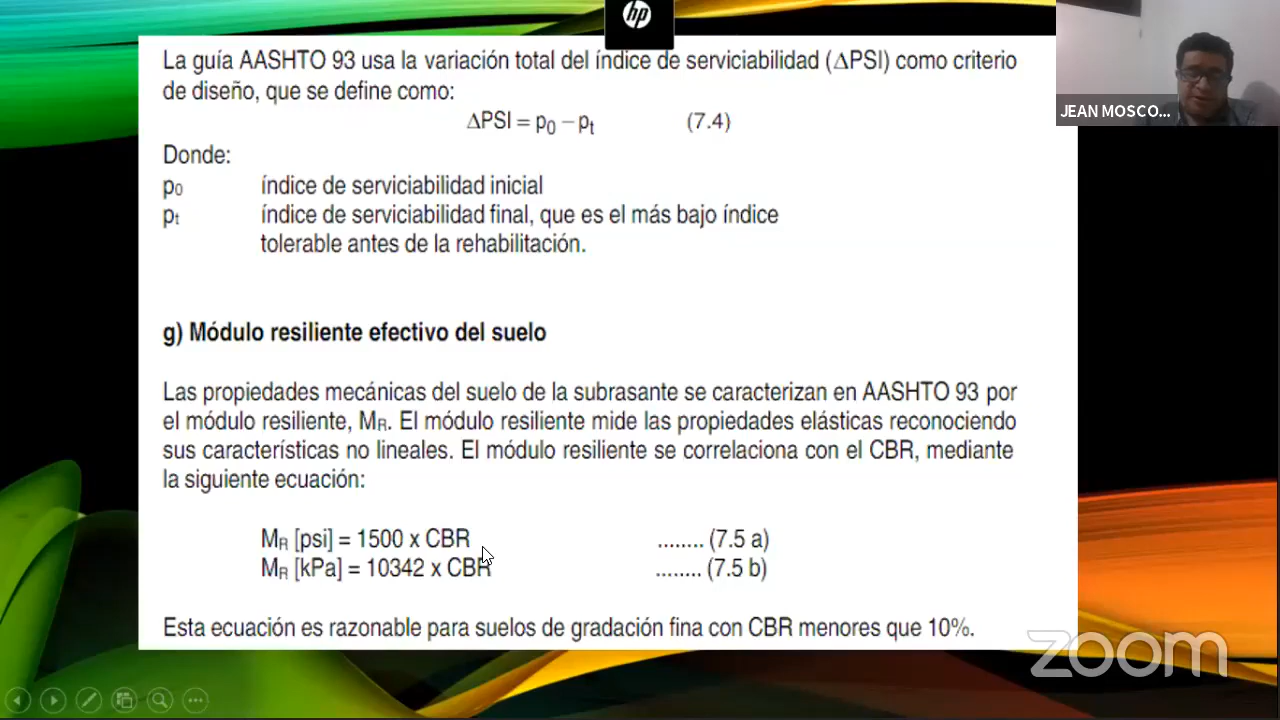 hp
La guía AASHTO 93 usa la variación total del índice de serviciabilidad (ΔPSI) como criterio
de diseño, que se define como:
ΔPSI = p0 – pt (7.4)
Donde:
p0 índice de serviciabilidad inicial
pt índice de serviciabilidad final, que es el más bajo índice
tolerable antes de la rehabilitación.
g) Módulo resiliente efectivo del suelo
Las propiedades mecánicas del suelo de la subrasante se caracterizan en AASHTO 93 por
el módulo resiliente, MR. El módulo resiliente mide las propiedades elásticas reconociendo
sus características no lineales. El módulo resiliente se correlaciona con el CBR, mediante
la siguiente ecuación:
MR [psi] = 1500 x CBR ........ (7.5 a)
MR [kPa] = 10342 x CBR ........ (7.5 b)
Esta ecuación es razonable para suelos de gradación fina con CBR menores que 10%.
JEAN MOSCO...
zoom